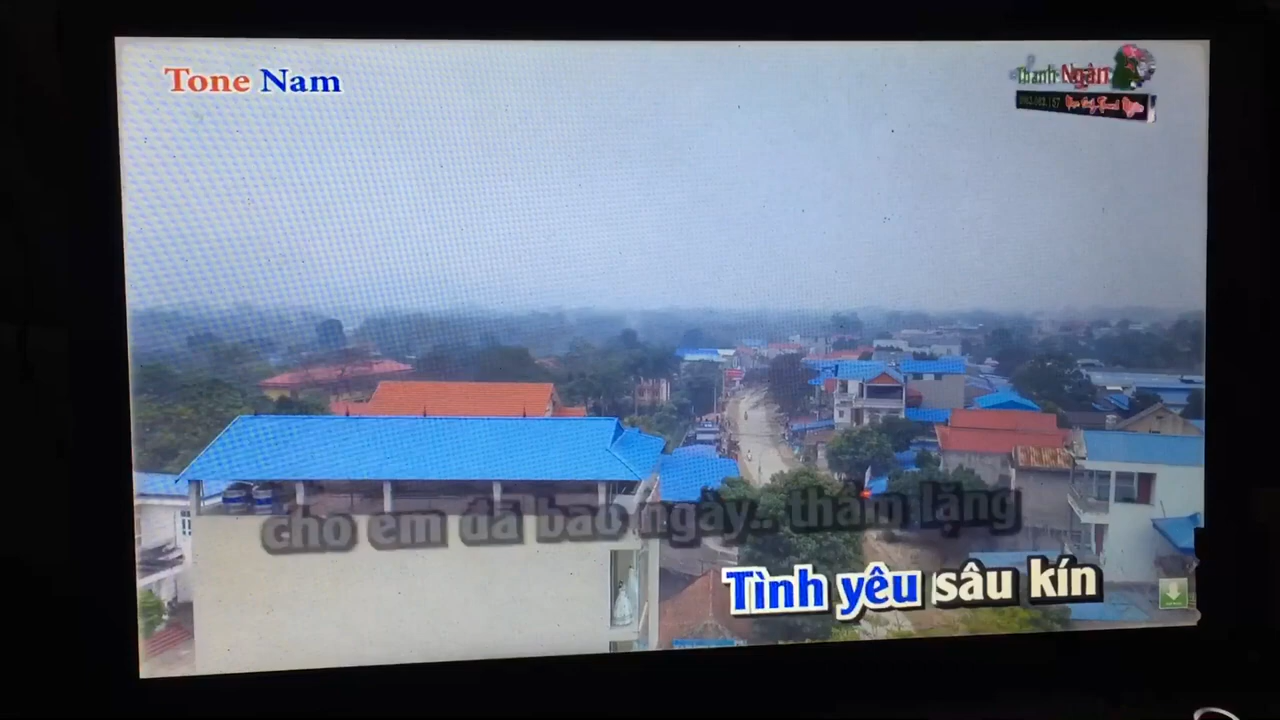 Tone Nam
Thanh Ngân
cho em đã bao ngày.. thầm lặng
Tình yêu sâu kín